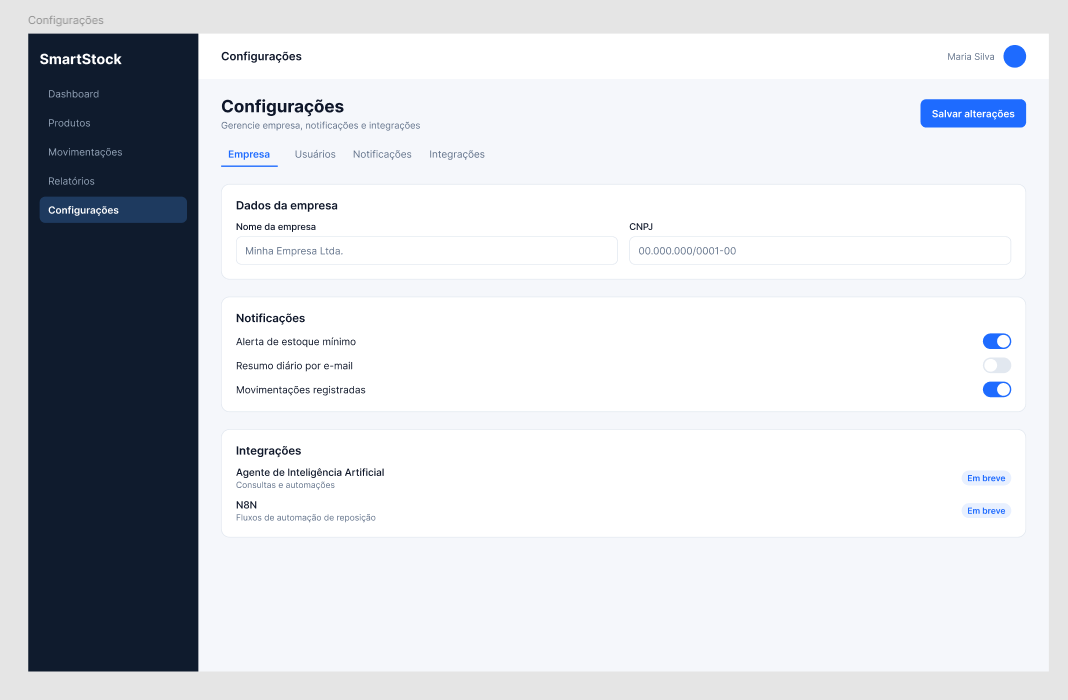 Configurações
SmartStock
Dashboard
Produtos
Movimentações
Relatórios
Configurações
Configurações
Maria Silva
Configurações
Gerencie empresa, notificações e integrações
Salvar alterações
Empresa
Usuários
Notificações
Integrações
Dados da empresa
Nome da empresa
CNPJ
Minha Empresa Ltda.
00.000.000/0001-00
Notificações
Alerta de estoque mínimo
Resumo diário por e-mail
Movimentações registradas
Integrações
Agente de Inteligência Artificial
Consultas e automações
Em breve
N8N
Fluxos de automação de reposição
Em breve